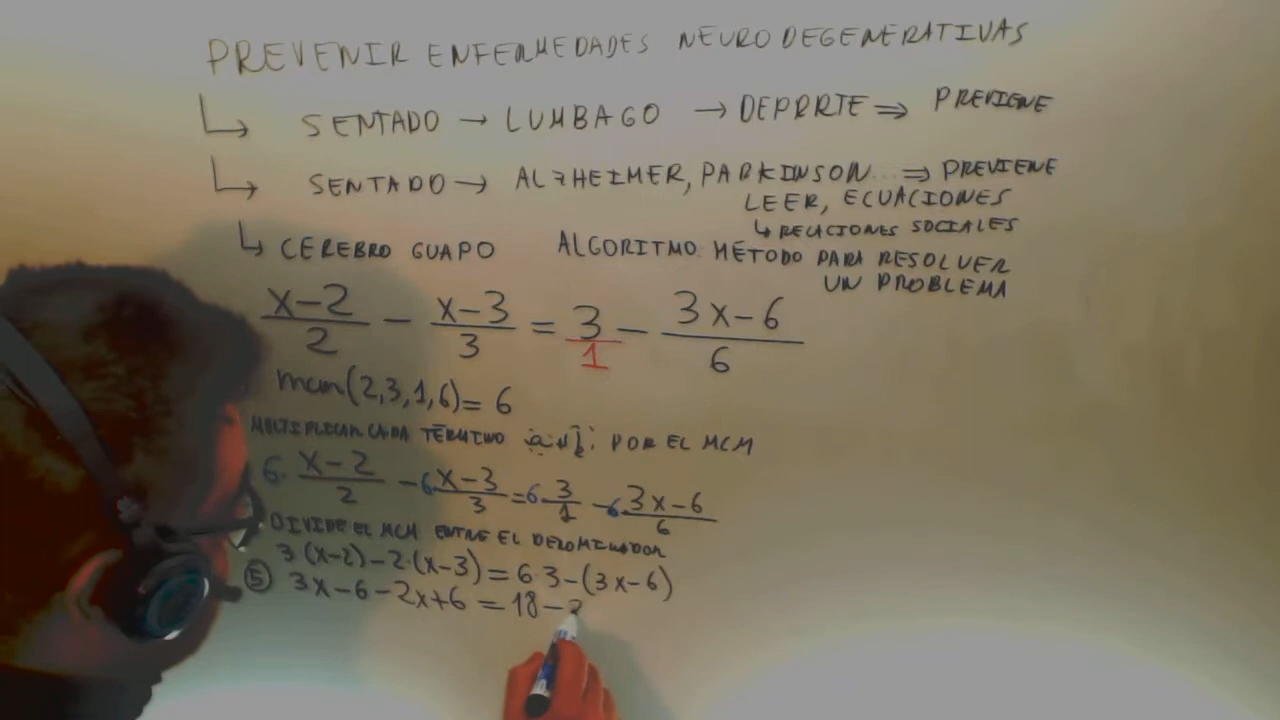 PREVENIR ENFERMEDADES NEURODEGENERATIVAS
↳ SENTADO → LUMBAGO → DEPORTE ⇒ PREVIENE
↳ SENTADO → ALZHEIMER, PARKINSON... ⇒ PREVIENE
LEER, ECUACIONES
↳ RELACIONES SOCIALES
↳ CEREBRO GUAPO ALGORITMO: MÉTODO PARA RESOLVER
UN PROBLEMA
x-2/2 - x-3/3 = 3/1 - 3x-6/6
mcm(2,3,1,6)= 6
MULTIPLICAR CADA TÉRMINO POR EL MCM
6· x-2/2 - 6· x-3/3 = 6· 3/1 - 6· 3x-6/6
DIVIDE EL MCM ENTRE EL DENOMINADOR
3(x-2)-2·(x-3)=6·3-(3x-6)
⑤ 3x-6-2x+6=18-